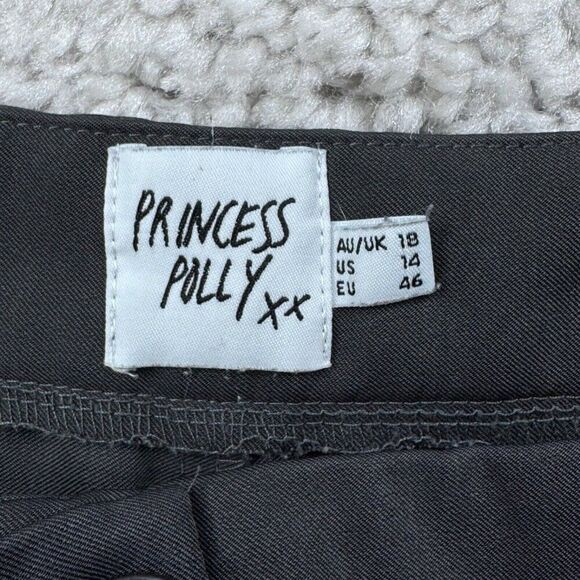 PRINCESS
POLLY XX
AU/UK 18
US 14
EU 46